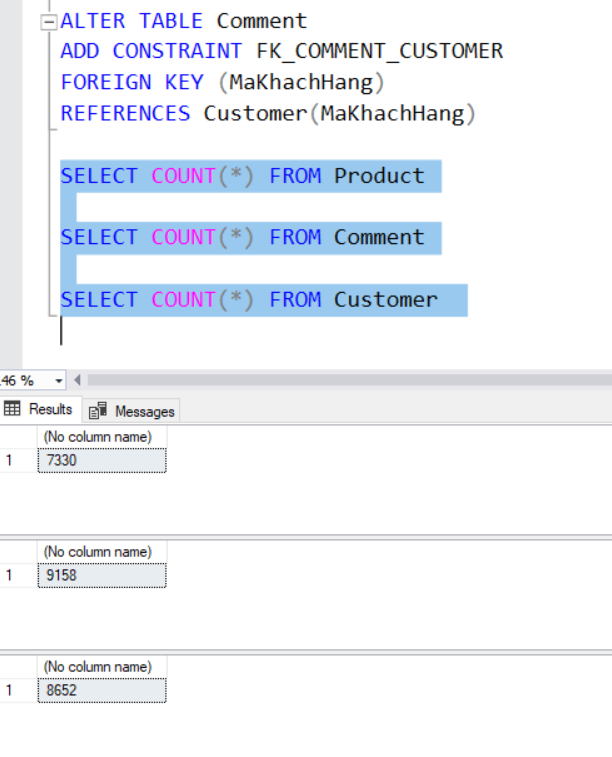 ALTER TABLE Comment
ADD CONSTRAINT FK_COMMENT_CUSTOMER
FOREIGN KEY (MaKhachHang)
REFERENCES Customer(MaKhachHang)
SELECT COUNT(*) FROM Product
SELECT COUNT(*) FROM Comment
SELECT COUNT(*) FROM Customer
46 %
Results Messages
(No column name)
1 7330
(No column name)
1 9158
(No column name)
1 8652